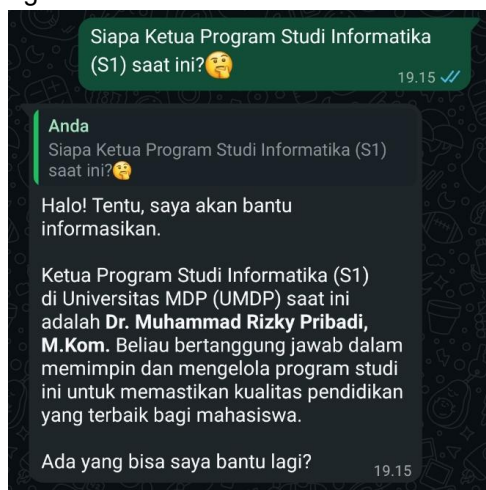 Siapa Ketua Program Studi Informatika
(S1) saat ini?🤔
19.15
Anda
Siapa Ketua Program Studi Informatika (S1)
saat ini?🤔
Halo! Tentu, saya akan bantu
informasikan.
Ketua Program Studi Informatika (S1)
di Universitas MDP (UMDP) saat ini
adalah Dr. Muhammad Rizky Pribadi,
M.Kom. Beliau bertanggung jawab dalam
memimpin dan mengelola program studi
ini untuk memastikan kualitas pendidikan
yang terbaik bagi mahasiswa.
Ada yang bisa saya bantu lagi?
19.15